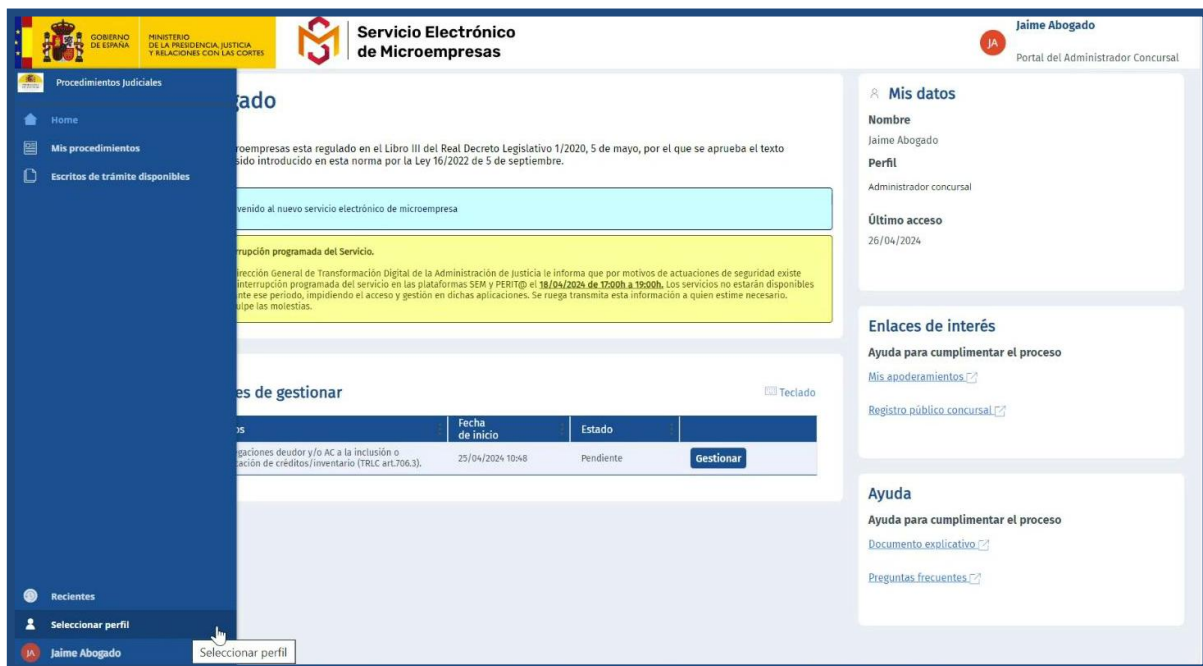 GOBIERNO
DE ESPAÑA
MINISTERIO
DE LA PRESIDENCIA, JUSTICIA
Y RELACIONES CON LAS CORTES
Servicio Electrónico
de Microempresas
JA
Jaime Abogado
Portal del Administrador Concursal
Procedimientos Judiciales
Home
Mis procedimientos
Escritos de trámite disponibles
Recientes
Seleccionar perfil
JA Jaime Abogado
Seleccionar perfil
gado
roempresas esta regulado en el Libro III del Real Decreto Legislativo 1/2020, 5 de mayo, por el que se aprueba el texto
sido introducido en esta norma por la Ley 16/2022 de 5 de septiembre.
venido al nuevo servicio electrónico de microempresa
rrupción programada del Servicio.
irección General de Transformación Digital de la Administración de Justicia le informa que por motivos de actuaciones de seguridad existe
interrupción programada del servicio en las plataformas SEM y PERIT@ el 18/04/2024 de 17:00h a 19:00h. Los servicios no estarán disponibles
nte ese periodo, impidiendo el acceso y gestión en dichas aplicaciones. Se ruega transmita esta información a quien estime necesario.
ulpe las molestias.
es de gestionar
Teclado
os
Fecha
de inicio
Estado
egaciones deudor y/o AC a la inclusión o
cación de créditos/inventario (TRLC art.706.3).
25/04/2024 10:48
Pendiente
Gestionar
Mis datos
Nombre
Jaime Abogado
Perfil
Administrador concursal
Último acceso
26/04/2024
Enlaces de interés
Ayuda para cumplimentar el proceso
Mis apoderamientos
Registro público concursal
Ayuda
Ayuda para cumplimentar el proceso
Documento explicativo
Preguntas frecuentes